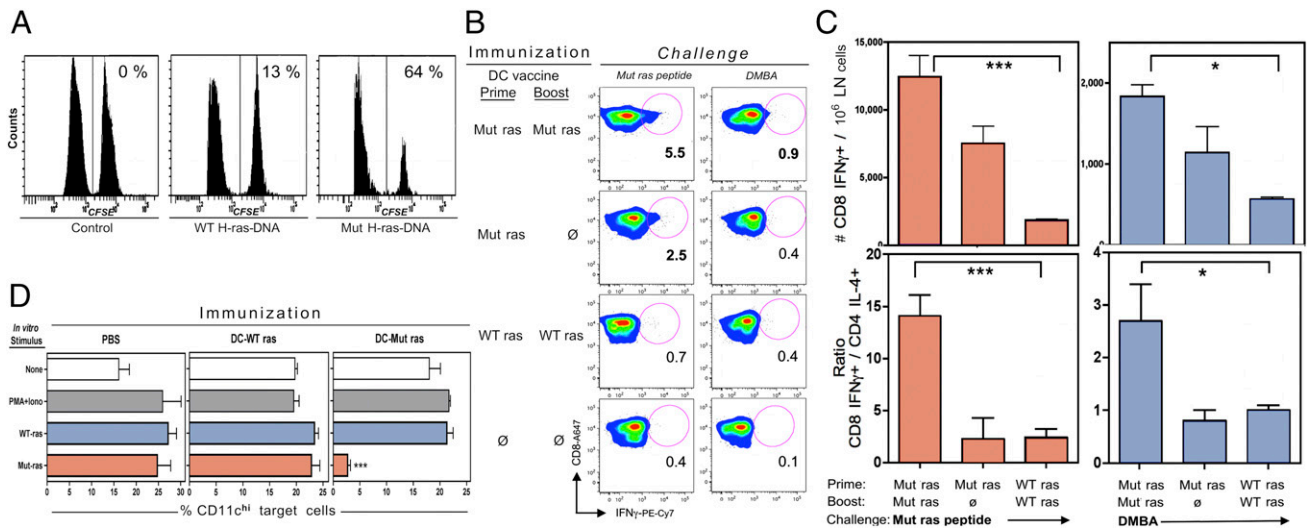 A
0 %
13 %
64 %
Counts
CFSE
CFSE
CFSE
Control
WT H-ras-DNA
Mut H-ras-DNA
B
Immunization
Challenge
DC vaccine
Prime Boost
Mut ras peptide
DMBA
Mut ras Mut ras
5.5
0.9
Mut ras Ø
2.5
0.4
WT ras WT ras
0.7
0.4
Ø Ø
0.4
0.1
CD8-A647
IFNγ-PE-Cy7
C
# CD8 IFNγ+ / 10⁶ LN cells
15,000
10,000
5,000
0
***
2,000
1,000
0
*
Ratio
CD8 IFNγ+ / CD4 IL-4+
20
15
10
5
0
***
4
3
2
1
0
*
Prime: Mut ras Mut ras WT ras Mut ras Mut ras WT ras
Boost: Mut ras ø WT ras Mut ras ø WT ras
Challenge: Mut ras peptide DMBA
D
Immunization
In vitro
Stimulus
PBS
DC-WT ras
DC-Mut ras
None
PMA+Iono
WT-ras
Mut-ras
***
0 5 10 15 20 25 30
0 5 10 15 20 25
0 5 10 15 20 25
% CD11cʰⁱ target cells